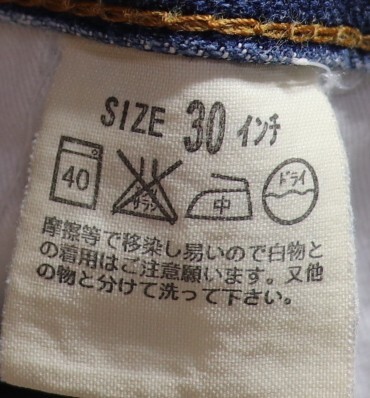 SIZE 30 インチ
40 エンソサラシ 中 ドライ
摩擦等で移染し易いので白物と
の着用はご注意願います。又他
の物と分けて洗って下さい。